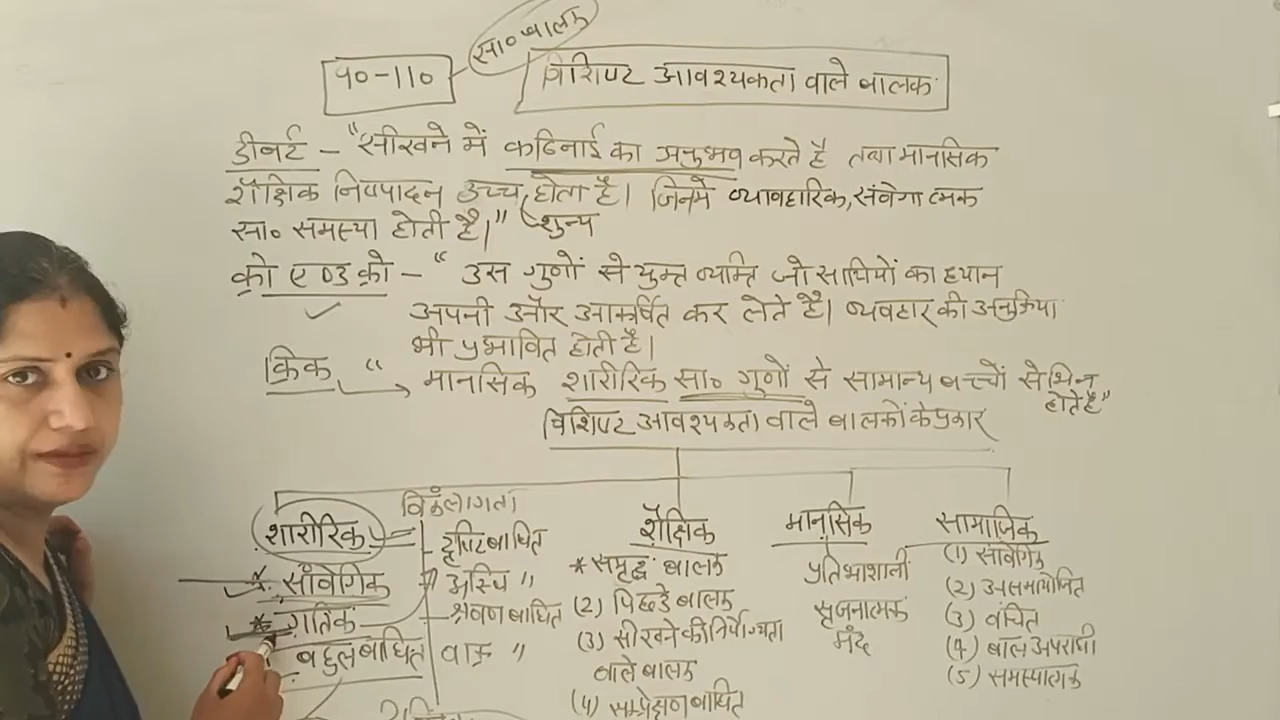 सा० बालक
90-110
विशिष्ट आवश्यकता वाले बालक
डीबर्ट - "सीखने में कठिनाई का अनुभव करते है तथा मानसिक
शैक्षिक निष्पादन उच्च, होता है। जिनमें व्यावहारिक, संवेगात्मक
सा० समस्या होती है।" शून्य
क्रो एण्ड क्रो - "उस गुणों से युक्त व्यक्ति जो साथियों का ध्यान
अपनी और आकर्षित कर लेते है। व्यवहार की अनुक्रिया
भी प्रभावित होती है।
क्रिक " मानसिक शारीरिक सा० गुणों से सामान्य बच्चों से भिन्न
होते है"
विशिष्ट आवश्यकता वाले बालकों के प्रकार
शारीरिक
* सांवेगिक
* गतिक
बहुलबाधित
विकलांगता
दृष्टिबाधित
अस्थि "
श्रवण बाधित
वाक "
शैक्षिक
* समृद्ध बालक
(2) पिछडे बालक
(3) सीखने की निर्योग्यता
वाले बालक
(4) सम्प्रेक्षण बाधित
मानसिक
प्रतिभाशाली
सृजनात्मक
मंद
सामाजिक
(1) सांवेगिक
(2) असमायोजित
(3) वंचित
(4) बाल अपराधी
(5) समस्यात्मक